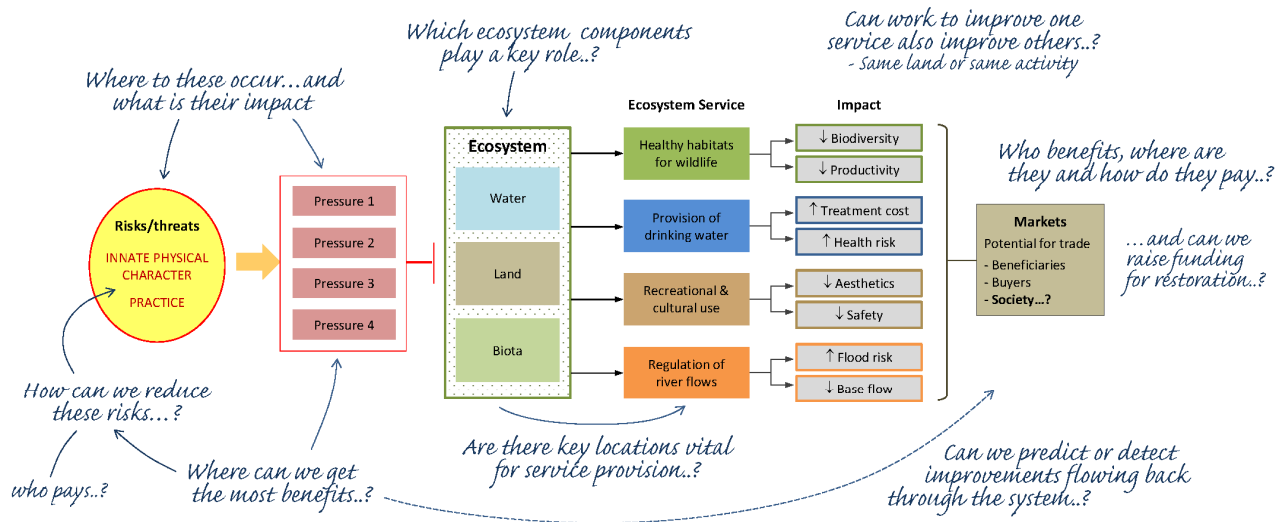 Which ecosystem components
play a key role..?
Can work to improve one
service also improve others..?
- Same land or same activity
Where to these occur...and
what is their impact
Ecosystem Service
Impact
Ecosystem
Water
Land
Biota
Healthy habitats
for wildlife
↓ Biodiversity
↓ Productivity
Provision of
drinking water
↑ Treatment cost
↑ Health risk
Recreational &
cultural use
↓ Aesthetics
↓ Safety
Regulation of
river flows
↑ Flood risk
↓ Base flow
Risks/threats
INNATE PHYSICAL
CHARACTER
PRACTICE
Pressure 1
Pressure 2
Pressure 3
Pressure 4
Who benefits, where are
they and how do they pay..?
Markets
Potential for trade
- Beneficiaries
- Buyers
- Society...?
...and can we
raise funding
for restoration..?
How can we reduce
these risks...?
who pays..?
Where can we get
the most benefits..?
Are there key locations vital
for service provision..?
Can we predict or detect
improvements flowing back
through the system..?